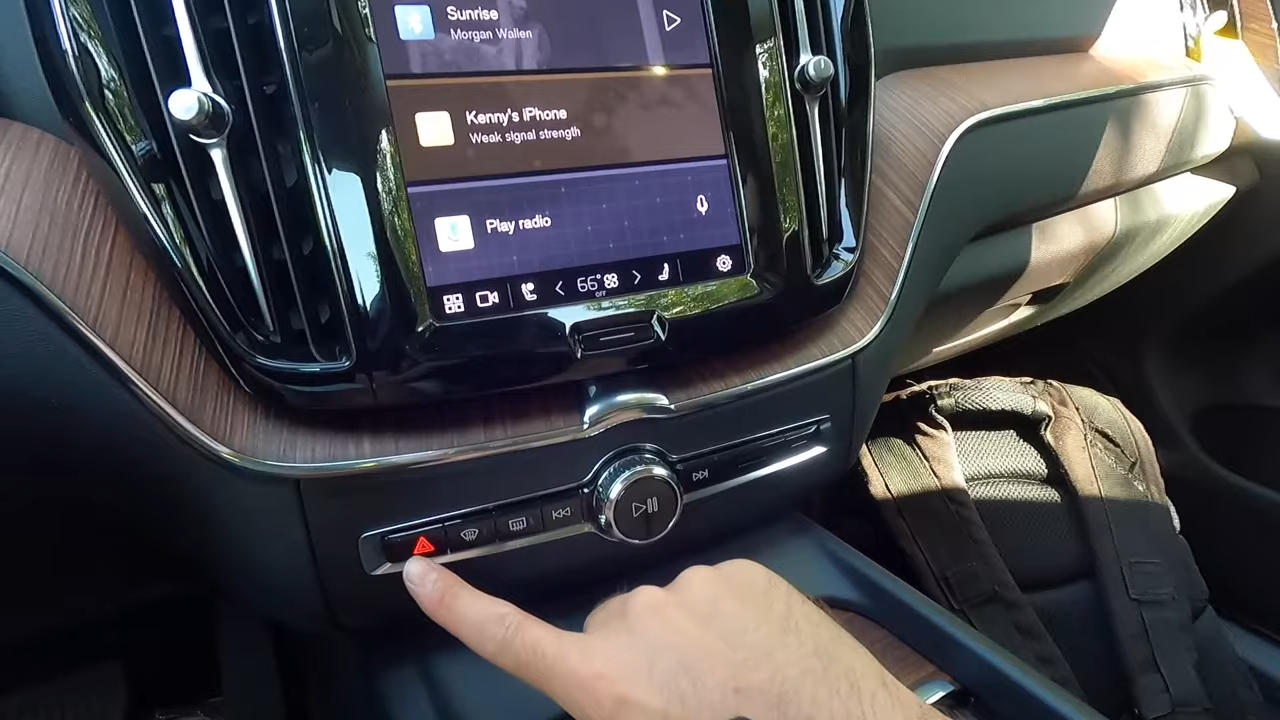 Sunrise
Morgan Wallen
Kenny's iPhone
Weak signal strength
Play radio
66°
OFF